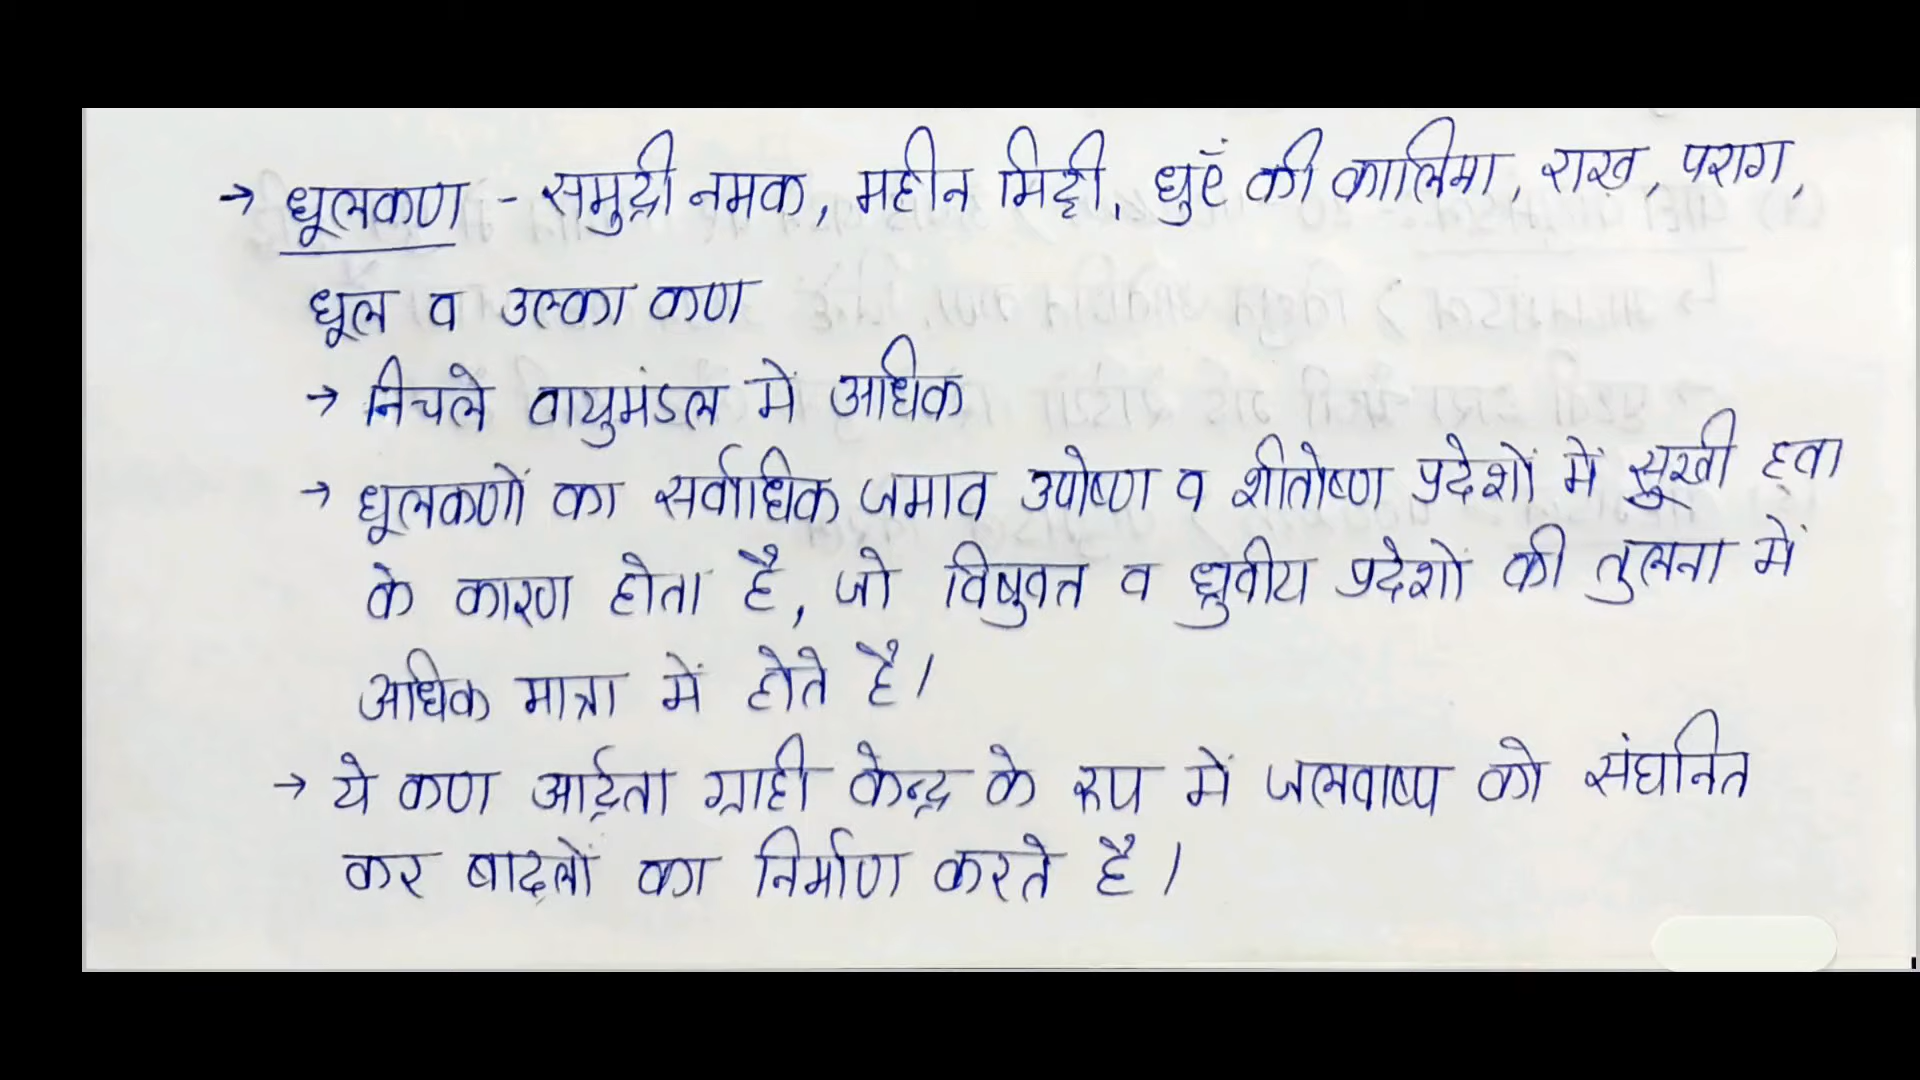 → धूलकण - समुद्री नमक, महीन मिट्टी, धुएँ की कालिमा, राख, पराग,
धूल व उल्का कण
→ निचले वायुमंडल में अधिक
→ धूलकणों का सर्वाधिक जमाव उपोष्ण व शीतोष्ण प्रदेशों में सुखी हवा
के कारण होता है, जो विषुवत व ध्रुवीय प्रदेशों की तुलना में
अधिक मात्रा में होते है।
→ ये कण आर्द्रता ग्राही केन्द्र के रूप में जलवाष्प को संघनित
कर बादलों का निर्माण करते है।